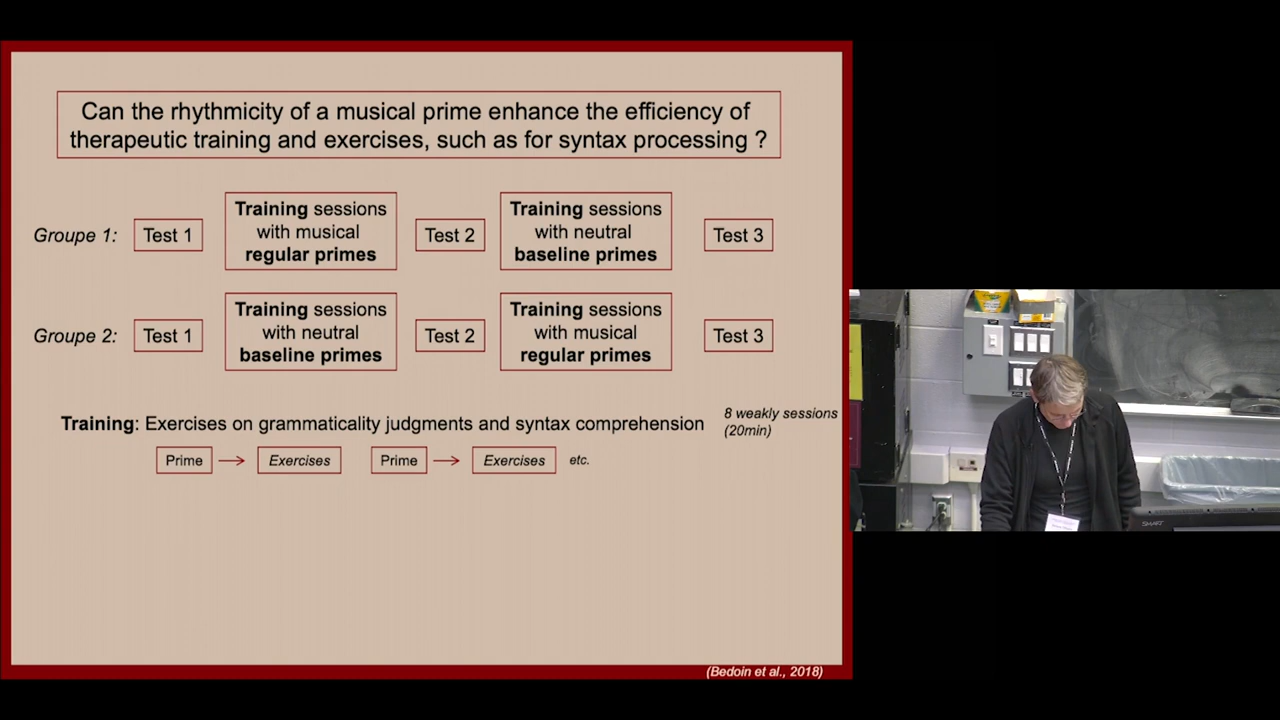 Can the rhythmicity of a musical prime enhance the efficiency of
therapeutic training and exercises, such as for syntax processing ?
Groupe 1:
Test 1
Training sessions
with musical
regular primes
Test 2
Training sessions
with neutral
baseline primes
Test 3
Groupe 2:
Test 1
Training sessions
with neutral
baseline primes
Test 2
Training sessions
with musical
regular primes
Test 3
Training: Exercises on grammaticality judgments and syntax comprehension
8 weakly sessions
(20min)
Prime
Exercises
Prime
Exercises
etc.
(Bedoin et al., 2018)
SMART